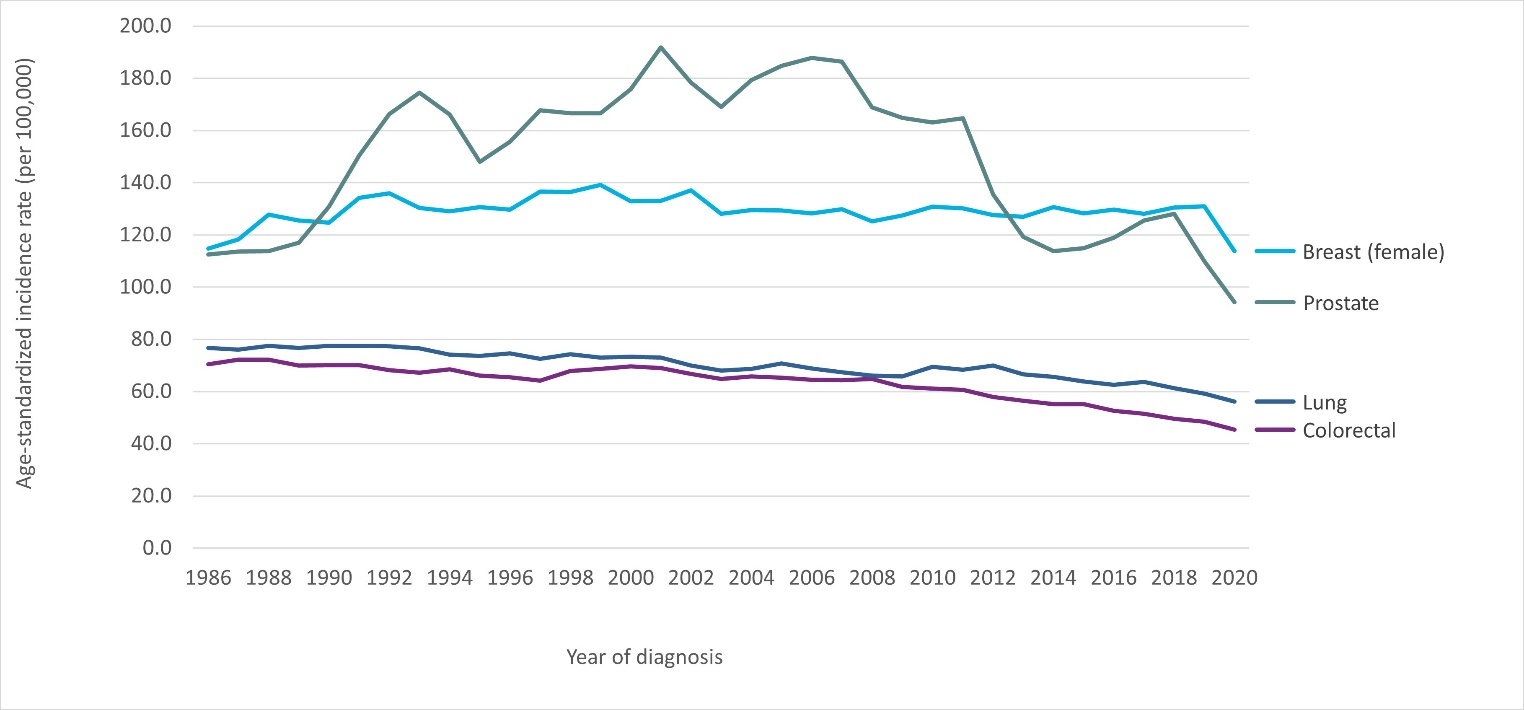 Age-standardized incidence rate (per 100,000)
200.0
180.0
160.0
140.0
120.0
100.0
80.0
60.0
40.0
20.0
0.0
Breast (female)
Prostate
Lung
Colorectal
1986 1988 1990 1992 1994 1996 1998 2000 2002 2004 2006 2008 2010 2012 2014 2016 2018 2020
Year of diagnosis